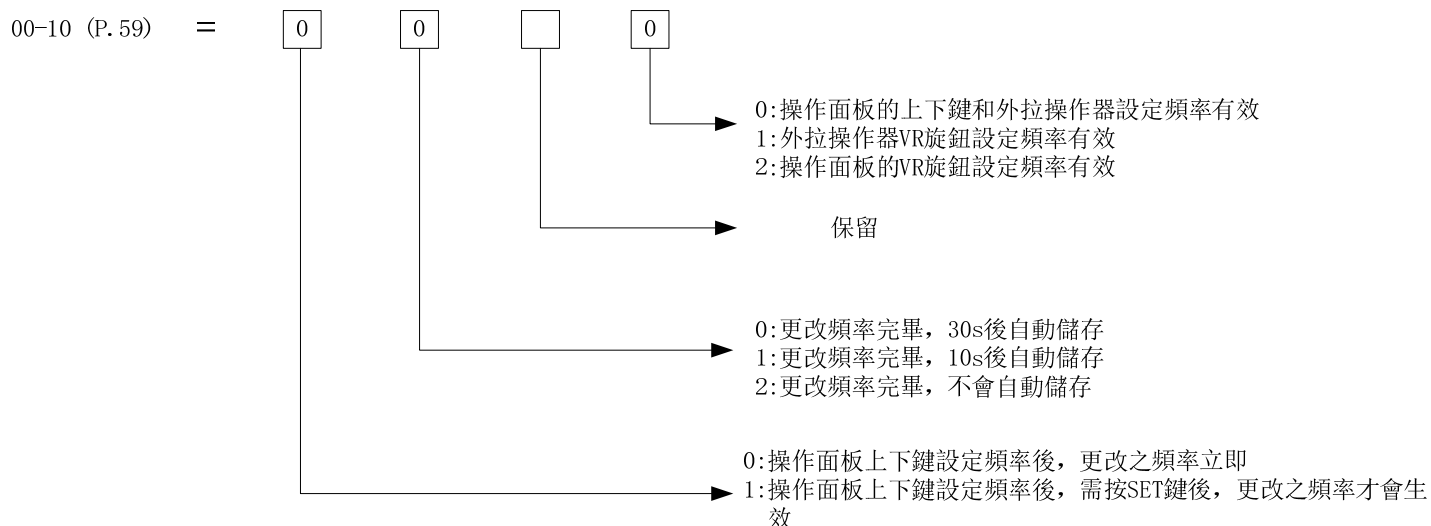 00-10 (P.59) = 0 0 0
0:操作面板的上下鍵和外拉操作器設定頻率有效
1:外拉操作器VR旋鈕設定頻率有效
2:操作面板的VR旋鈕設定頻率有效
保留
0:更改頻率完畢，30s後自動儲存
1:更改頻率完畢，10s後自動儲存
2:更改頻率完畢，不會自動儲存
0:操作面板上下鍵設定頻率後，更改之頻率立即
1:操作面板上下鍵設定頻率後，需按SET鍵後，更改之頻率才會生
效